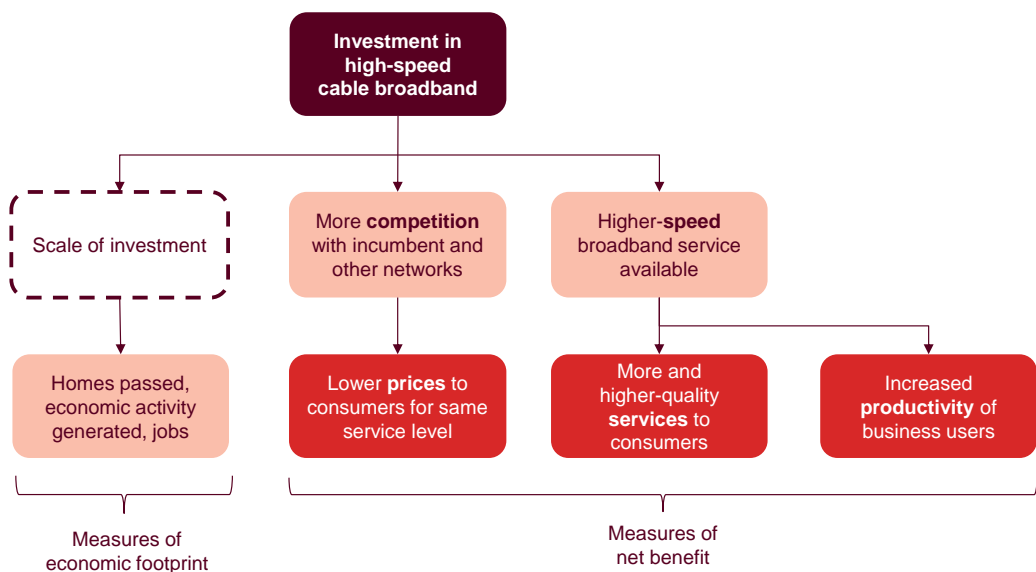 Investment in
high-speed
cable broadband
Scale of investment
More competition
with incumbent and
other networks
Higher-speed
broadband service
available
Homes passed,
economic activity
generated, jobs
Lower prices to
consumers for same
service level
More and
higher-quality
services to
consumers
Increased
productivity of
business users
Measures of
economic footprint
Measures of
net benefit